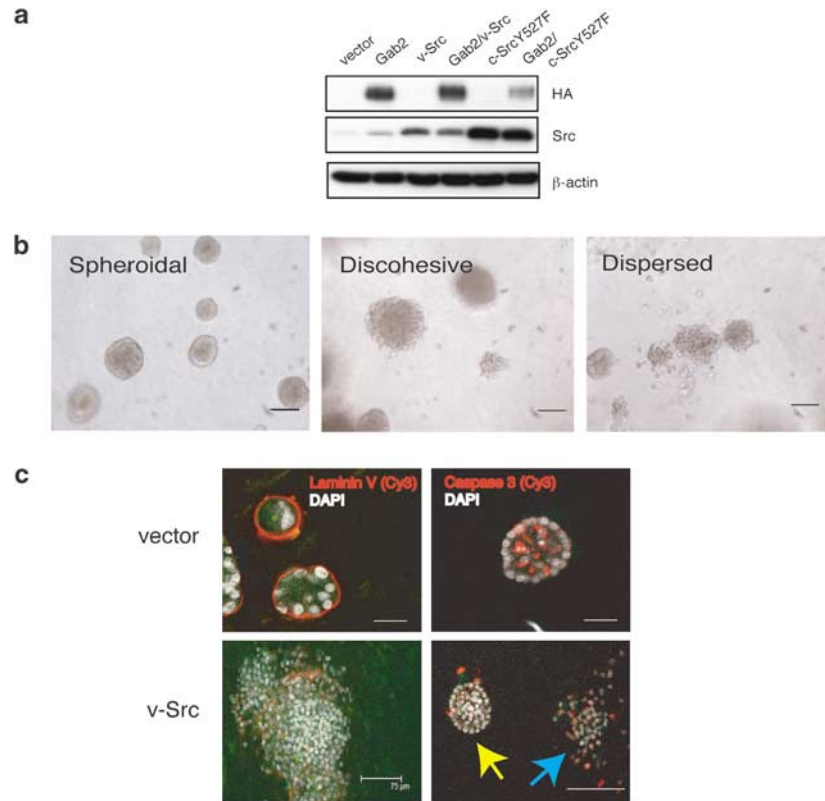 a
vector
Gab2
v-Src
Gab2/v-Src
c-SrcY527F
Gab2/
c-SrcY527F
HA
Src
β-actin
b
Spheroidal
Discohesive
Dispersed
c
Laminin V (Cy3)
DAPI
Caspase 3 (Cy3)
DAPI
vector
v-Src
75 μm